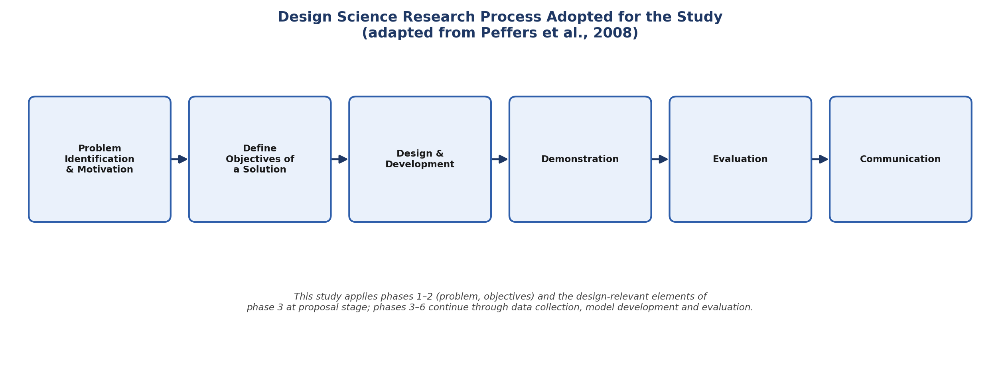 Design Science Research Process Adopted for the Study
(adapted from Peffers et al., 2008)
Problem
Identification
& Motivation
Define
Objectives of
a Solution
Design &
Development
Demonstration
Evaluation
Communication
This study applies phases 1–2 (problem, objectives) and the design-relevant elements of
phase 3 at proposal stage; phases 3–6 continue through data collection, model development and evaluation.